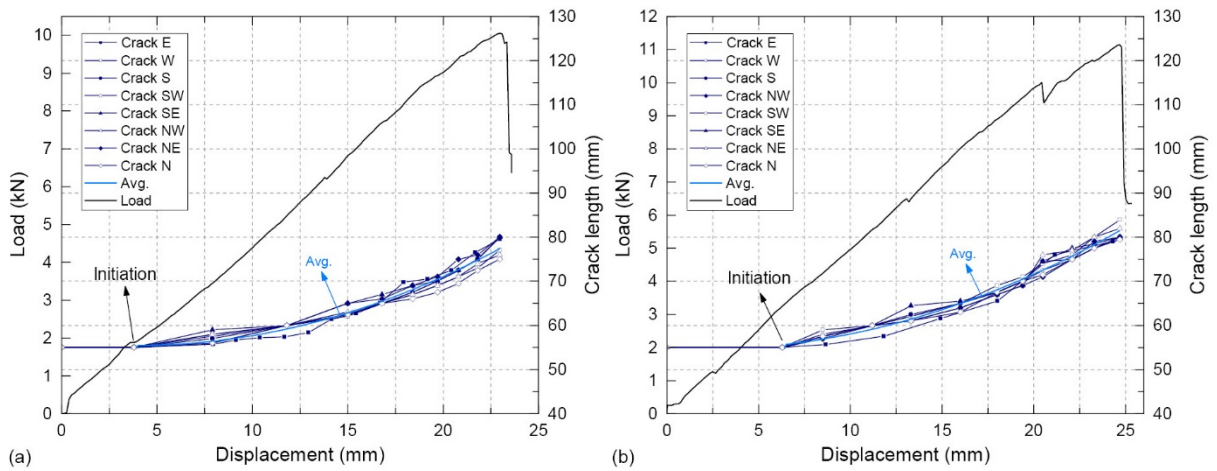 10
9
8
7
6
5
4
3
2
1
0
Load (kN)
Crack E
Crack W
Crack S
Crack SW
Crack SE
Crack NW
Crack NE
Crack N
Avg.
Load
Initiation
Avg.
130
120
110
100
90
80
70
60
50
40
Crack length (mm)
0 5 10 15 20 25
Displacement (mm)
(a)
12
11
10
9
8
7
6
5
4
3
2
1
0
Load (kN)
Crack E
Crack W
Crack S
Crack NW
Crack SW
Crack SE
Crack NE
Crack N
Avg.
Load
Initiation
Avg.
130
120
110
100
90
80
70
60
50
40
Crack length (mm)
0 5 10 15 20 25
Displacement (mm)
(b)